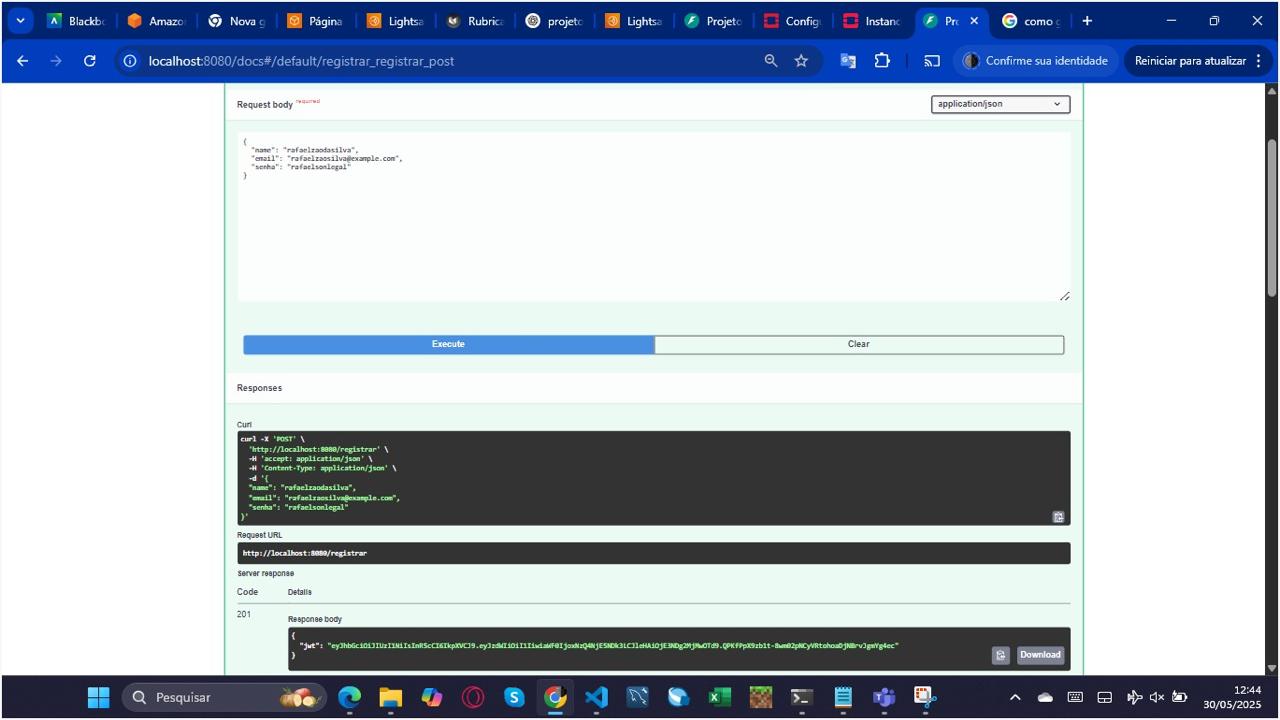 Blackbo
Amazon
Nova g
Página
Lightsa
Rubrica
projeto
Lightsa
Projeto
Config
Instanc
Pro
como g
localhost:8080/docs#/default/registrar_registrar_post
Confirme sua identidade
Reiniciar para atualizar
Request body required
application/json
{
"name": "rafaelzaodasilva",
"email": "rafaelzaosilva@example.com",
"senha": "rafaelsonlegal"
}
Execute
Clear
Responses
Curl
curl -X 'POST' \
'http://localhost:8080/registrar' \
-H 'accept: application/json' \
-H 'Content-Type: application/json' \
-d '{
"name": "rafaelzaodasilva",
"email": "rafaelzaosilva@example.com",
"senha": "rafaelsonlegal"
}'
Request URL
http://localhost:8080/registrar
Server response
Code Details
201
Response body
{
"jwt":
}
Download
Pesquisar
12:44
30/05/2025